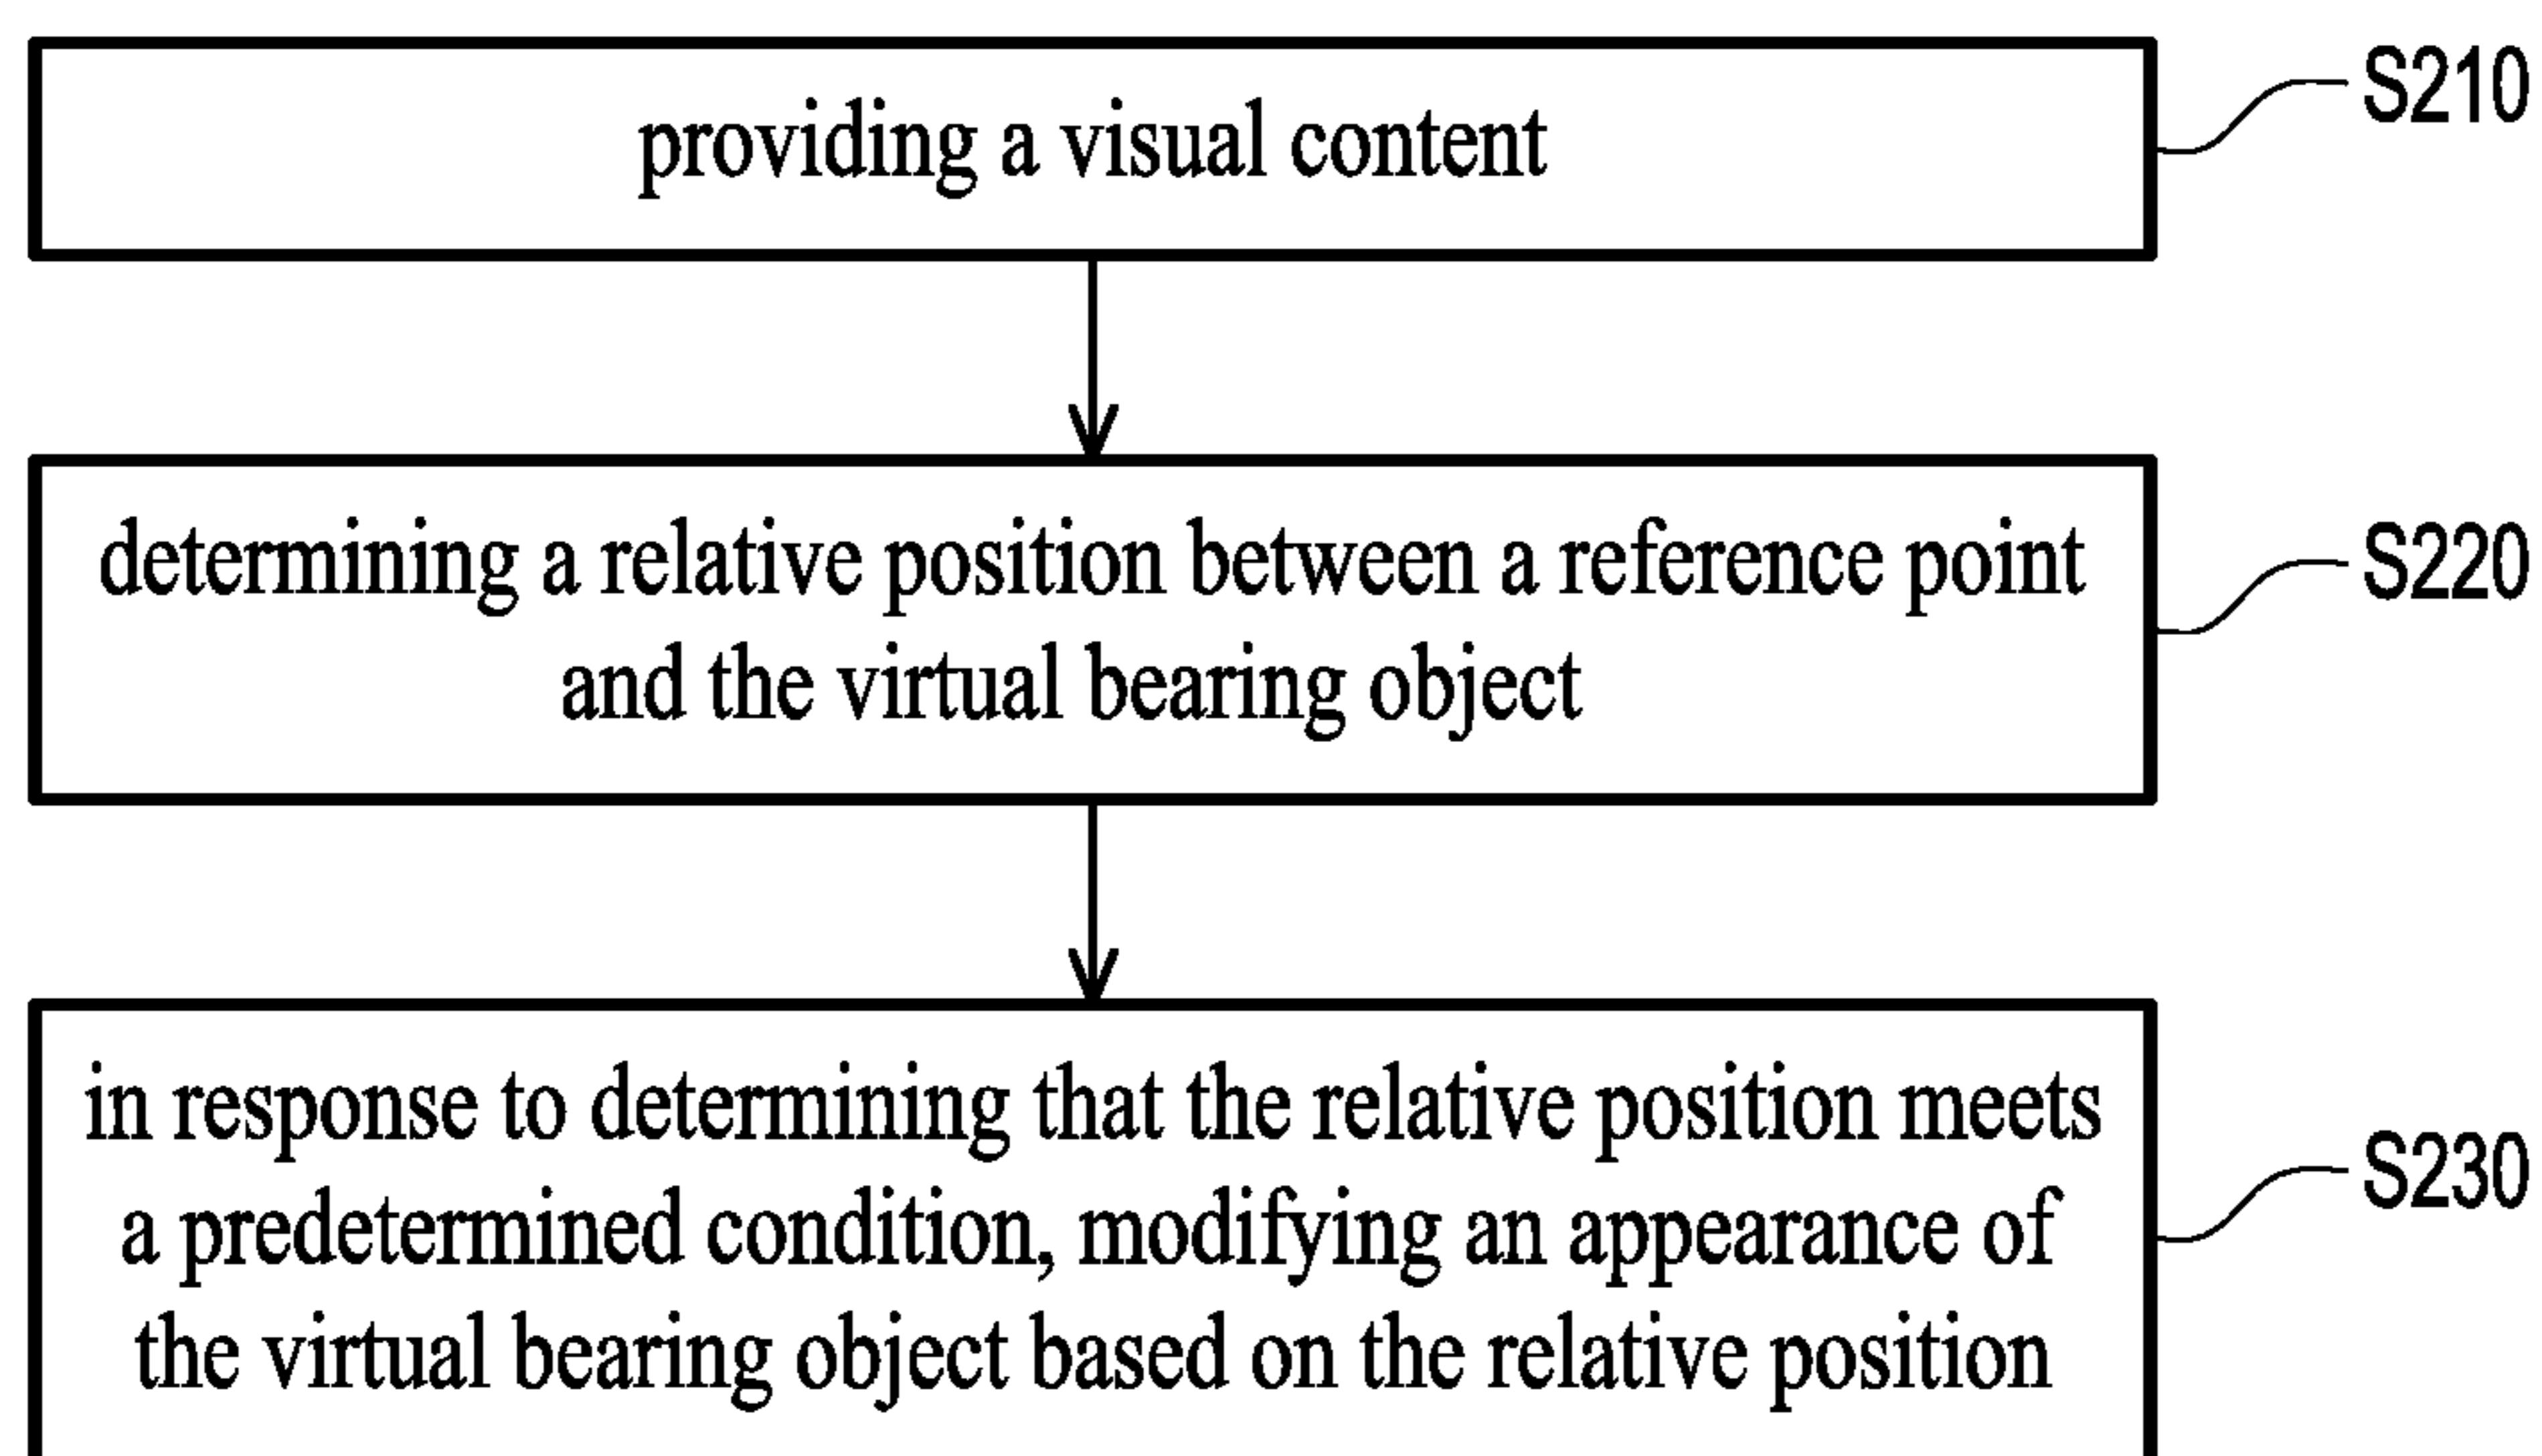 providing a visual content
S210
determining a relative position between a reference point
and the virtual bearing object
S220
in response to determining that the relative position meets
a predetermined condition, modifying an appearance of
the virtual bearing object based on the relative position
S230